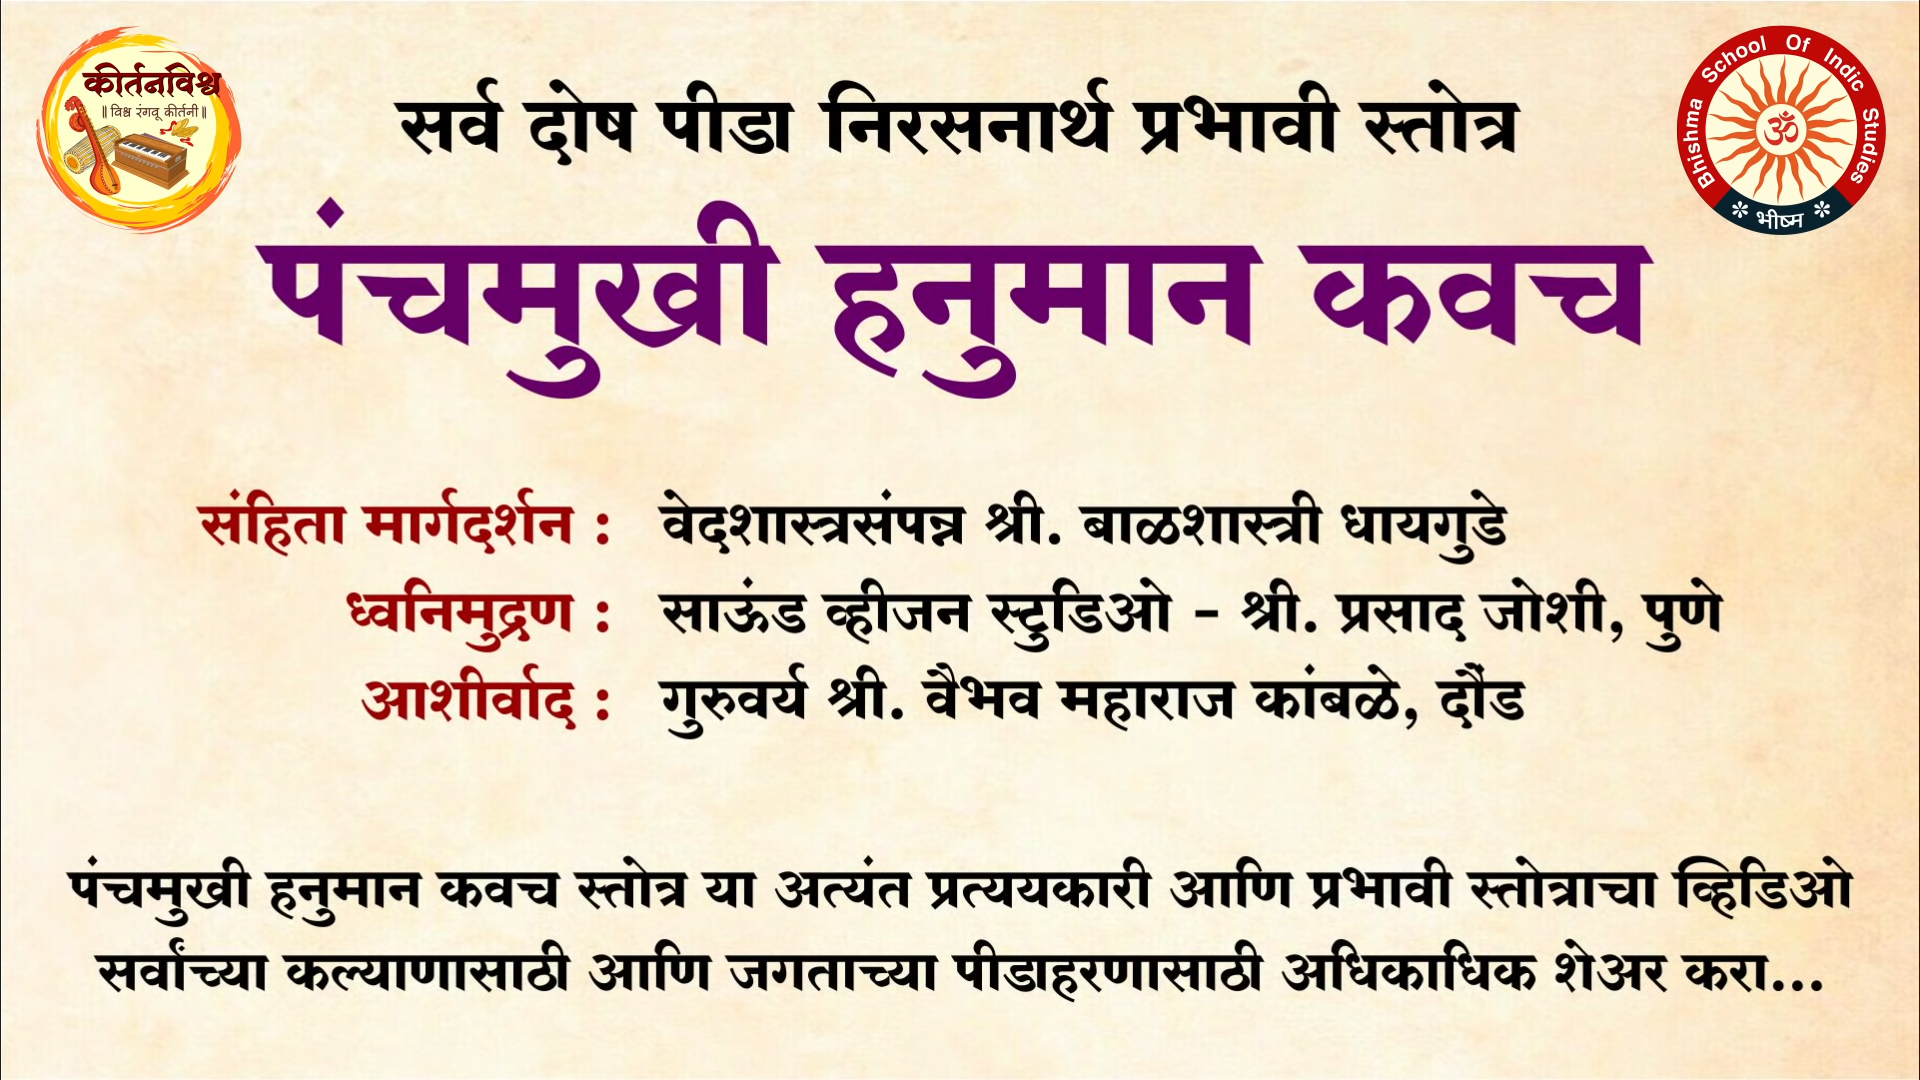 कीर्तनविश्व
॥ विश्व रंगवू कीर्तनी ॥
Bhishma School Of Indic Studies
* भीष्म *
सर्व दोष पीडा निरसनार्थ प्रभावी स्तोत्र
पंचमुखी हनुमान कवच
संहिता मार्गदर्शन : वेदशास्त्रसंपन्न श्री. बाळशास्त्री धायगुडे
ध्वनिमुद्रण : साऊंड व्हीजन स्टुडिओ - श्री. प्रसाद जोशी, पुणे
आशीर्वाद : गुरुवर्य श्री. वैभव महाराज कांबळे, दौंड
पंचमुखी हनुमान कवच स्तोत्र या अत्यंत प्रत्ययकारी आणि प्रभावी स्तोत्राचा व्हिडिओ
सर्वांच्या कल्याणासाठी आणि जगताच्या पीडाहरणासाठी अधिकाधिक शेअर करा...